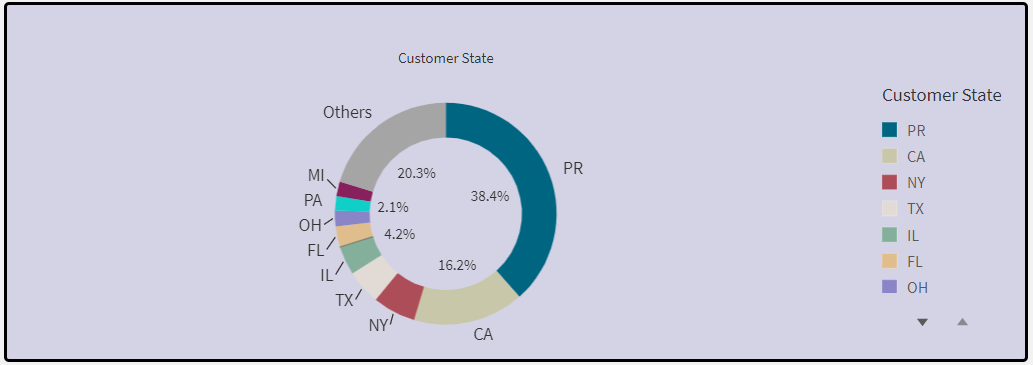 Customer State
Others
MI
PA
OH
FL
IL
TX
NY
CA
PR
20.3%
38.4%
2.1%
4.2%
16.2%
Customer State
PR
CA
NY
TX
IL
FL
OH